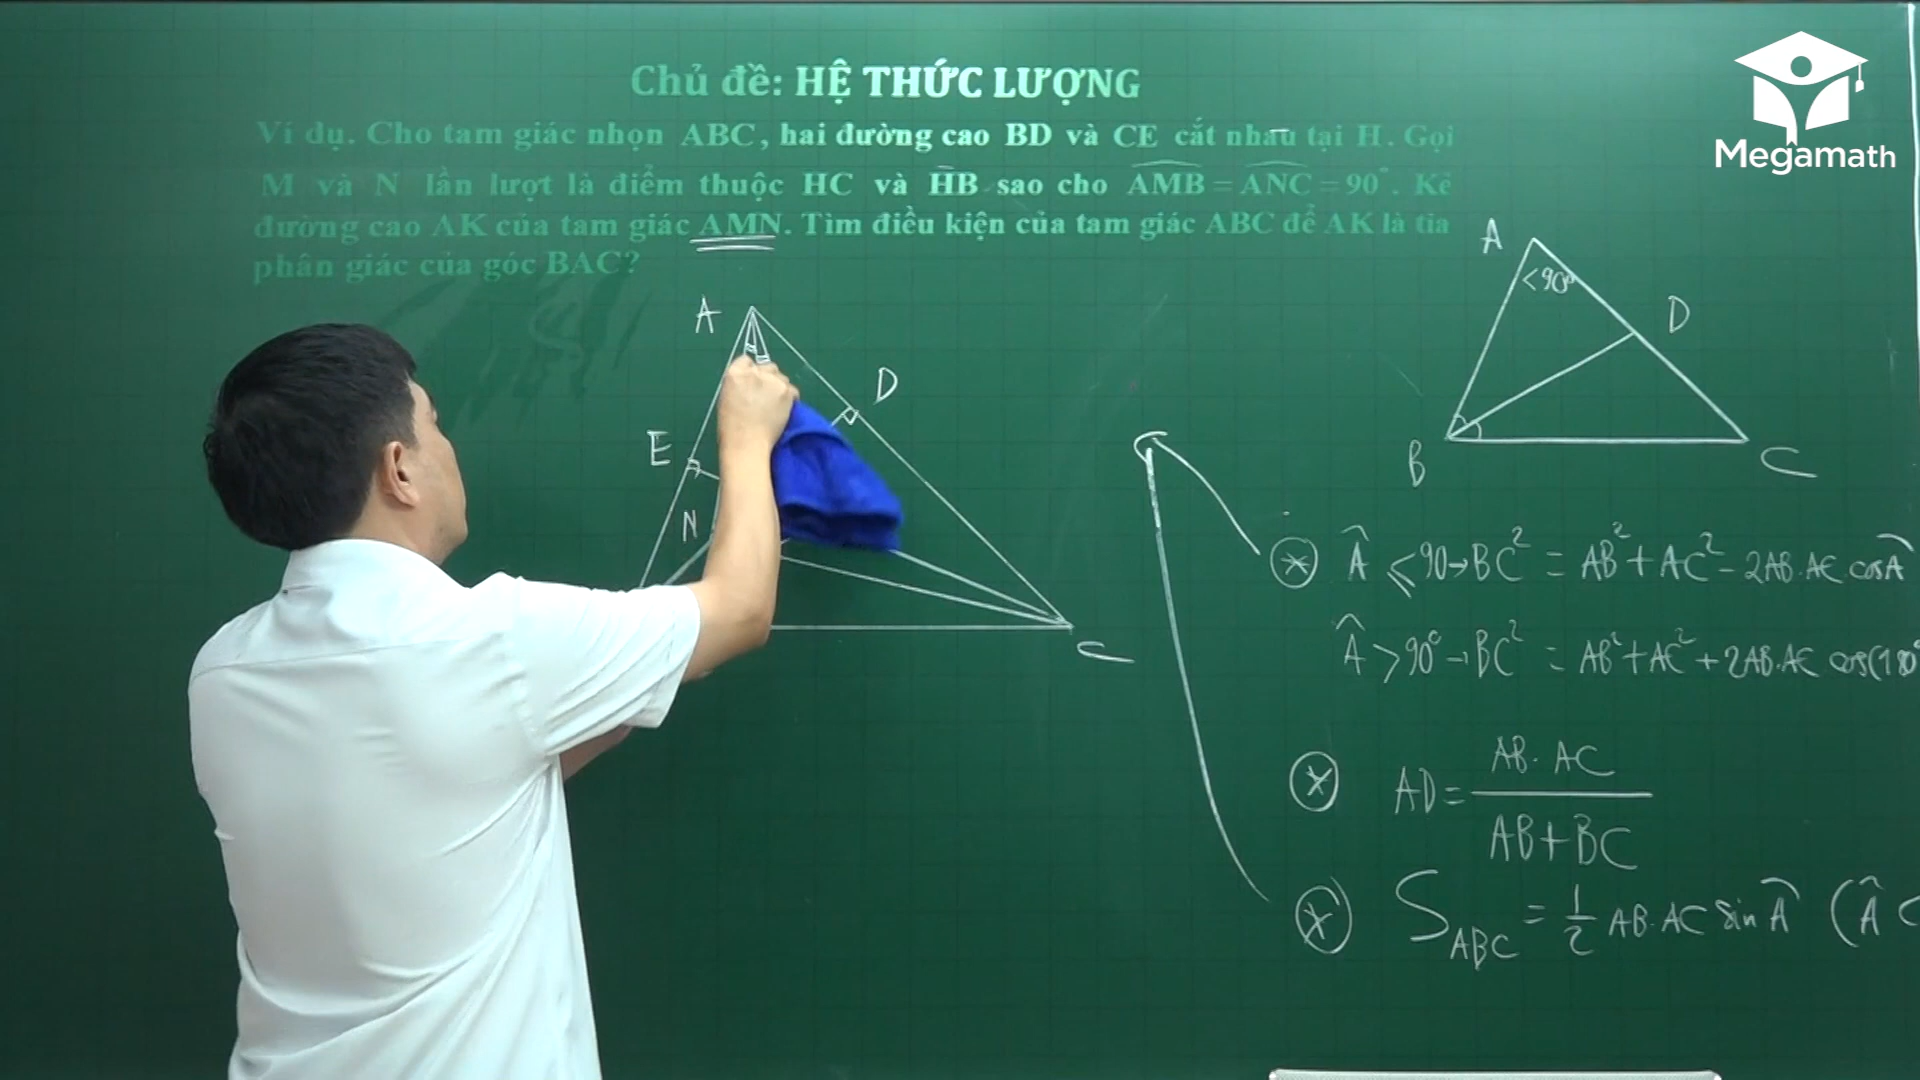 Chủ đề: HỆ THỨC LƯỢNG
Megamath
Ví dụ. Cho tam giác nhọn ABC, hai đường cao BD và CE cắt nhau tại H. Gọi
M và N lần lượt là điểm thuộc HC và HB sao cho AMB = ANC = 90°. Kẻ
đường cao AK của tam giác AMN. Tìm điều kiện của tam giác ABC để AK là tia
phân giác của góc BAC?
A
D
E
N
C
A
<90°
D
B
C
* Â ≤ 90 → BC² = AB² + AC² - 2AB.AC.cosÂ
Â > 90° → BC² = AB² + AC² + 2AB.AC cos(180°
* AD = AB.AC / AB+BC
* S ABC = 1/2 AB.AC sinÂ (Â <